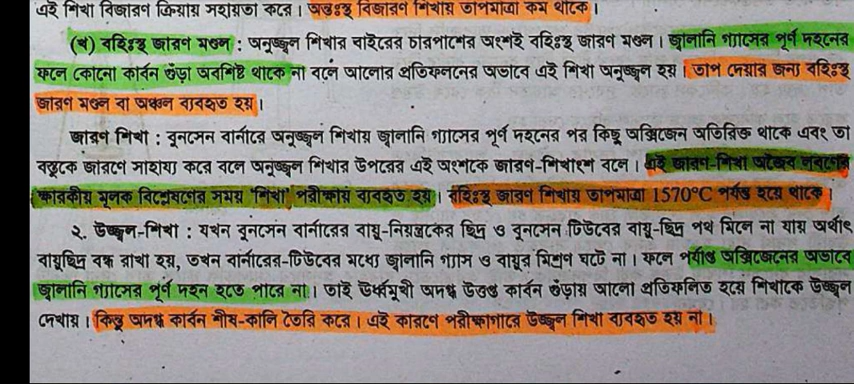 এই শিখা বিজারণ ক্রিয়ায় সহায়তা করে। অন্তঃস্থ বিজারণ শিখায় তাপমাত্রা কম থাকে।
(খ) বহিঃস্থ জারণ মণ্ডল : অনুজ্জ্বল শিখার বাইরের চারপাশের অংশই বহিঃস্থ জারণ মণ্ডল। জ্বালানি গ্যাসের পূর্ণ দহনের
ফলে কোনো কার্বন গুঁড়া অবশিষ্ট থাকে না বলে আলোর প্রতিফলনের অভাবে এই শিখা অনুজ্জ্বল হয়। তাপ দেয়ার জন্য বহিঃস্থ
জারণ মণ্ডল বা অঞ্চল ব্যবহৃত হয়।
জারণ শিখা : বুনসেন বার্নারে অনুজ্জ্বল শিখায় জ্বালানি গ্যাসের পূর্ণ দহনের পর কিছু অক্সিজেন অতিরিক্ত থাকে এবং তা
বস্তুকে জারণে সাহায্য করে বলে অনুজ্জ্বল শিখার উপরের এই অংশকে জারণ-শিখাংশ বলে। এই জারণ-শিখা অজৈব লবণের
ক্ষারকীয় মূলক বিশ্লেষণের সময় 'শিখা' পরীক্ষায় ব্যবহৃত হয়। বহিঃস্থ জারণ শিখায় তাপমাত্রা 1570°C পর্যন্ত হয়ে থাকে।
২. উজ্জ্বল-শিখা : যখন বুনসেন বার্নারের বায়ু-নিয়ন্ত্রকের ছিদ্র ও বুনসেন টিউবের বায়ু-ছিদ্র পথ মিলে না যায় অর্থাৎ
বায়ুছিদ্র বন্ধ রাখা হয়, তখন বার্নারের-টিউবের মধ্যে জ্বালানি গ্যাস ও বায়ুর মিশ্রণ ঘটে না। ফলে পর্যাপ্ত অক্সিজেনের অভাবে
জ্বালানি গ্যাসের পূর্ণ দহন হতে পারে না। তাই ঊর্ধ্বমুখী অদগ্ধ উত্তপ্ত কার্বন গুঁড়ায় আলো প্রতিফলিত হয়ে শিখাকে উজ্জ্বল
দেখায়। কিন্তু অদগ্ধ কার্বন শীষ-কালি তৈরি করে। এই কারণে পরীক্ষাগারে উজ্জ্বল শিখা ব্যবহৃত হয় না।